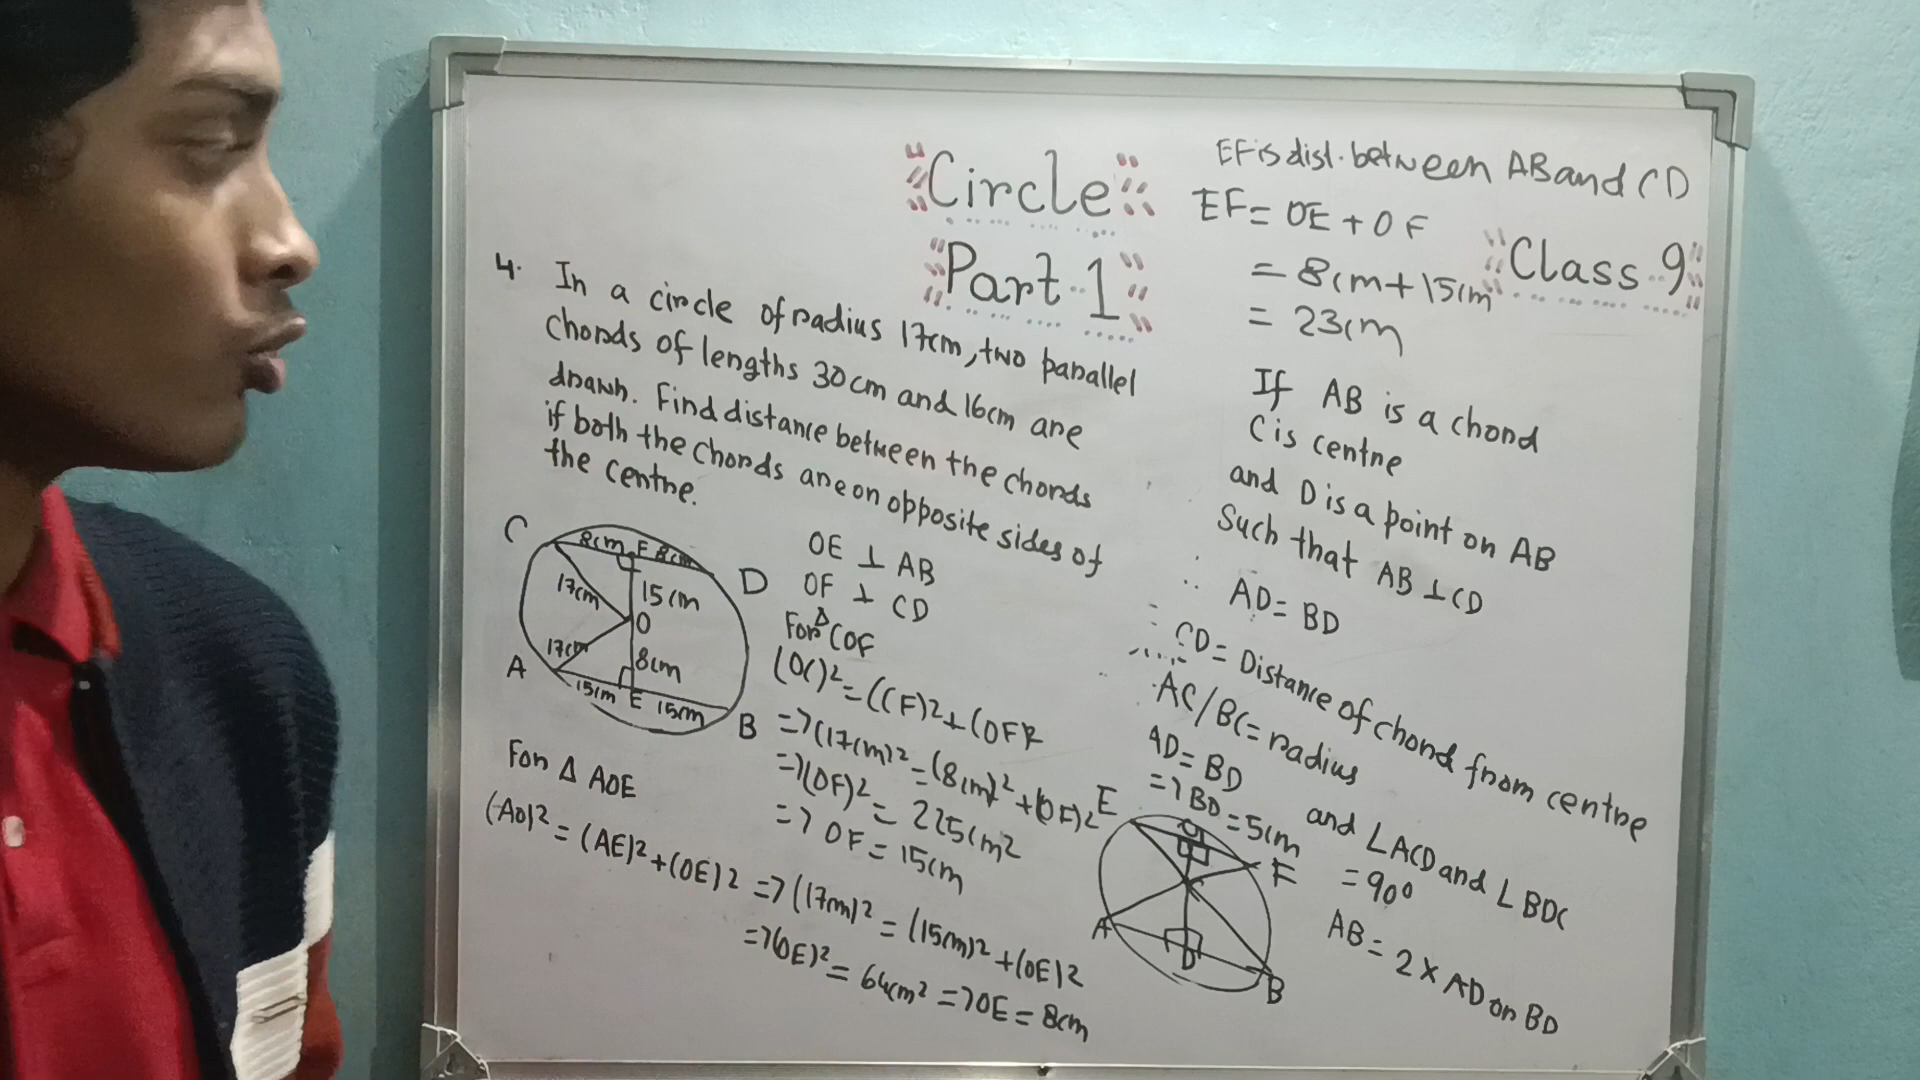 Circle
Part 1
Class 9
4. In a circle of radius 17cm, two parallel
chords of lengths 30cm and 16cm are
drawn. Find distance between the chords
if both the chords are on opposite sides of
the centre.
C
8cm F 8cm
D
17cm
15cm
O
17cm
8cm
A
15cm E 15cm
B
OE ⊥ AB
OF ⊥ CD
For Δ COF
(OC)² = (CF)² + (OF)²
=> (17cm)² = (8cm)² + (OF)²
=> (OF)² = 225cm²
=> OF = 15cm
For Δ AOE
(AO)² = (AE)² + (OE)² => (17cm)² = (15cm)² + (OE)²
=> (OE)² = 64cm² => OE = 8cm
EF is dist. between AB and CD
EF = OE + OF
= 8cm + 15cm
= 23cm
If AB is a chord
C is centre
and D is a point on AB
Such that AB ⊥ CD
∴ AD = BD
CD = Distance of chord from centre
AC/BC = radius
AD = BD
=> BD = 5cm
and ∠ACD and ∠BDC
= 90°
AB = 2 × AD or BD
E
G
F
C
A
D
B